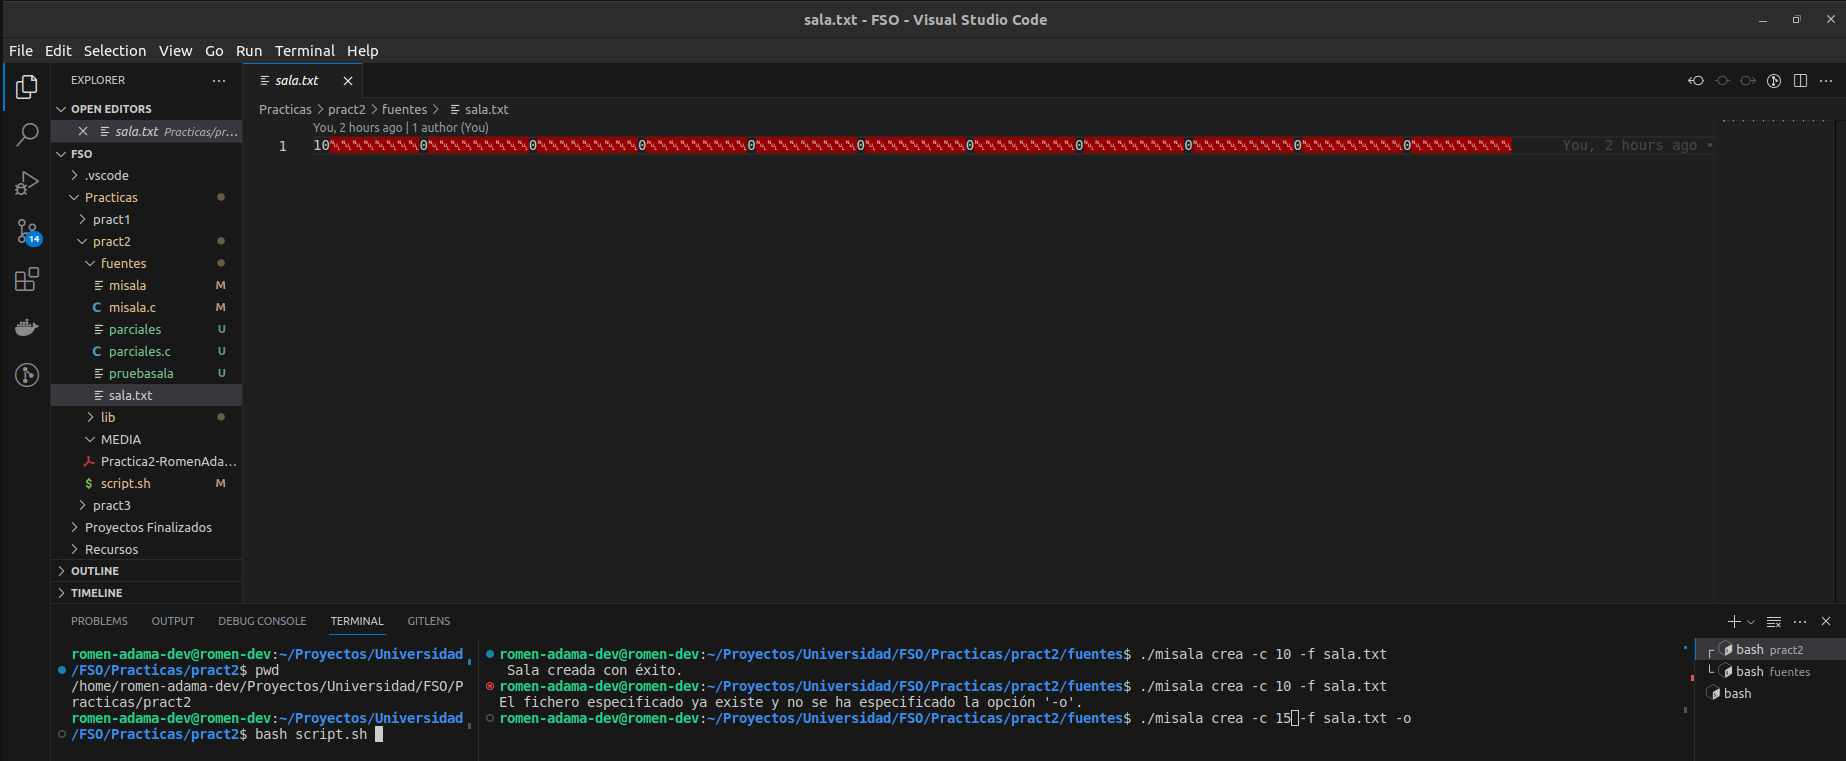 sala.txt - FSO - Visual Studio Code
File Edit Selection View Go Run Terminal Help
EXPLORER
OPEN EDITORS
sala.txt Practicas/pr...
FSO
.vscode
Practicas
pract1
pract2
fuentes
misala M
misala.c M
parciales U
parciales.c U
pruebasala U
sala.txt
lib
MEDIA
Practica2-RomenAda...
script.sh M
pract3
Proyectos Finalizados
Recursos
OUTLINE
TIMELINE
14
sala.txt
Practicas > pract2 > fuentes > sala.txt
You, 2 hours ago | 1 author (You)
1 10 0 0 0 0 0 0 0 0 0 0 You, 2 hours ago •
PROBLEMS OUTPUT DEBUG CONSOLE TERMINAL GITLENS
romen-adama-dev@romen-dev:~/Proyectos/Universidad
/FSO/Practicas/pract2$ pwd
/home/romen-adama-dev/Proyectos/Universidad/FSO/P
racticas/pract2
romen-adama-dev@romen-dev:~/Proyectos/Universidad
/FSO/Practicas/pract2$ bash script.sh
romen-adama-dev@romen-dev:~/Proyectos/Universidad/FSO/Practicas/pract2/fuentes$ ./misala crea -c 10 -f sala.txt
Sala creada con éxito.
romen-adama-dev@romen-dev:~/Proyectos/Universidad/FSO/Practicas/pract2/fuentes$ ./misala crea -c 10 -f sala.txt
El fichero especificado ya existe y no se ha especificado la opción '-o'.
romen-adama-dev@romen-dev:~/Proyectos/Universidad/FSO/Practicas/pract2/fuentes$ ./misala crea -c 15 -f sala.txt -o
bash pract2
bash fuentes
bash